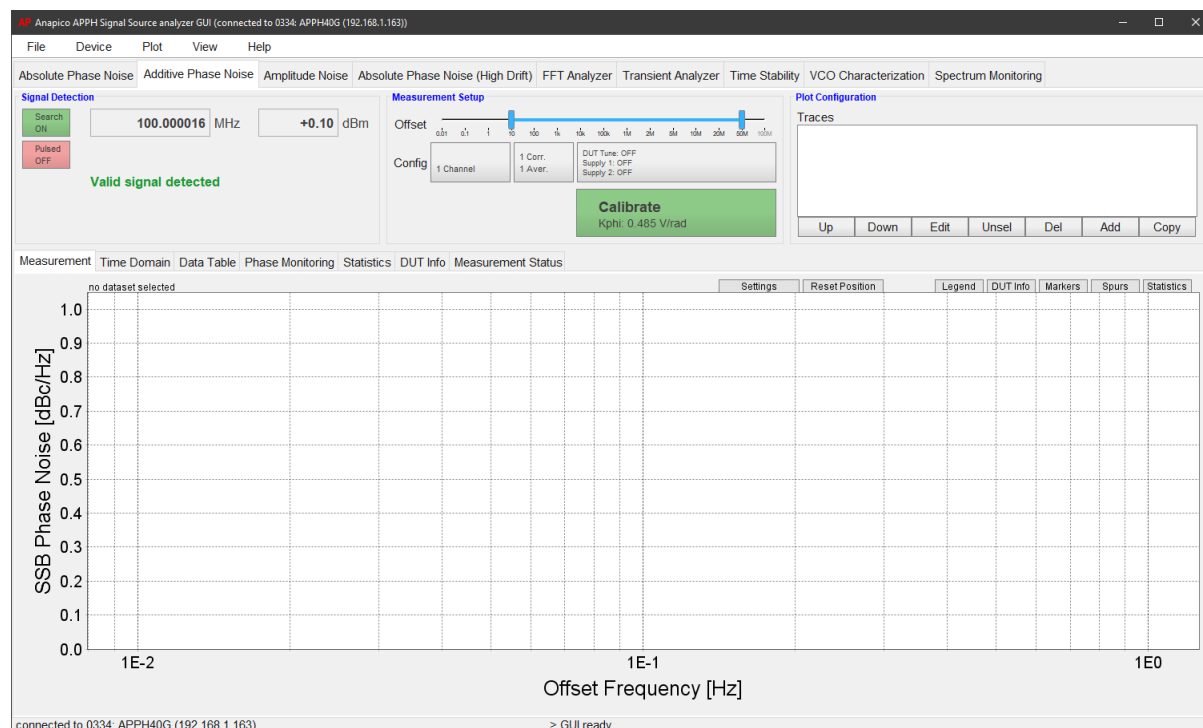 AP Anapico APPH Signal Source analyzer GUI (connected to 0334: APPH40G (192.168.1.163))
File Device Plot View Help
Absolute Phase Noise Additive Phase Noise Amplitude Noise Absolute Phase Noise (High Drift) FFT Analyzer Transient Analyzer Time Stability VCO Characterization Spectrum Monitoring
Signal Detection
Search
ON
100.000016 MHz +0.10 dBm
Pulsed
OFF
Valid signal detected
Measurement Setup
Offset
0.01 0.1 1 10 100 1k 10k 100k 1M 2M 5M 10M 20M 50M 100M
Config
1 Channel
1 Corr.
1 Aver.
DUT Tune: OFF
Supply 1: OFF
Supply 2: OFF
Calibrate
Kphi: 0.485 V/rad
Plot Configuration
Traces
Up Down Edit Unsel Del Add Copy
Measurement Time Domain Data Table Phase Monitoring Statistics DUT Info Measurement Status
no dataset selected
Settings Reset Position Legend DUT Info Markers Spurs Statistics
SSB Phase Noise [dBc/Hz]
1.0
0.9
0.8
0.7
0.6
0.5
0.4
0.3
0.2
0.1
0.0
1E-2 1E-1 1E0
Offset Frequency [Hz]
connected to 0334: APPH40G (192.168.1.163) > GUI ready